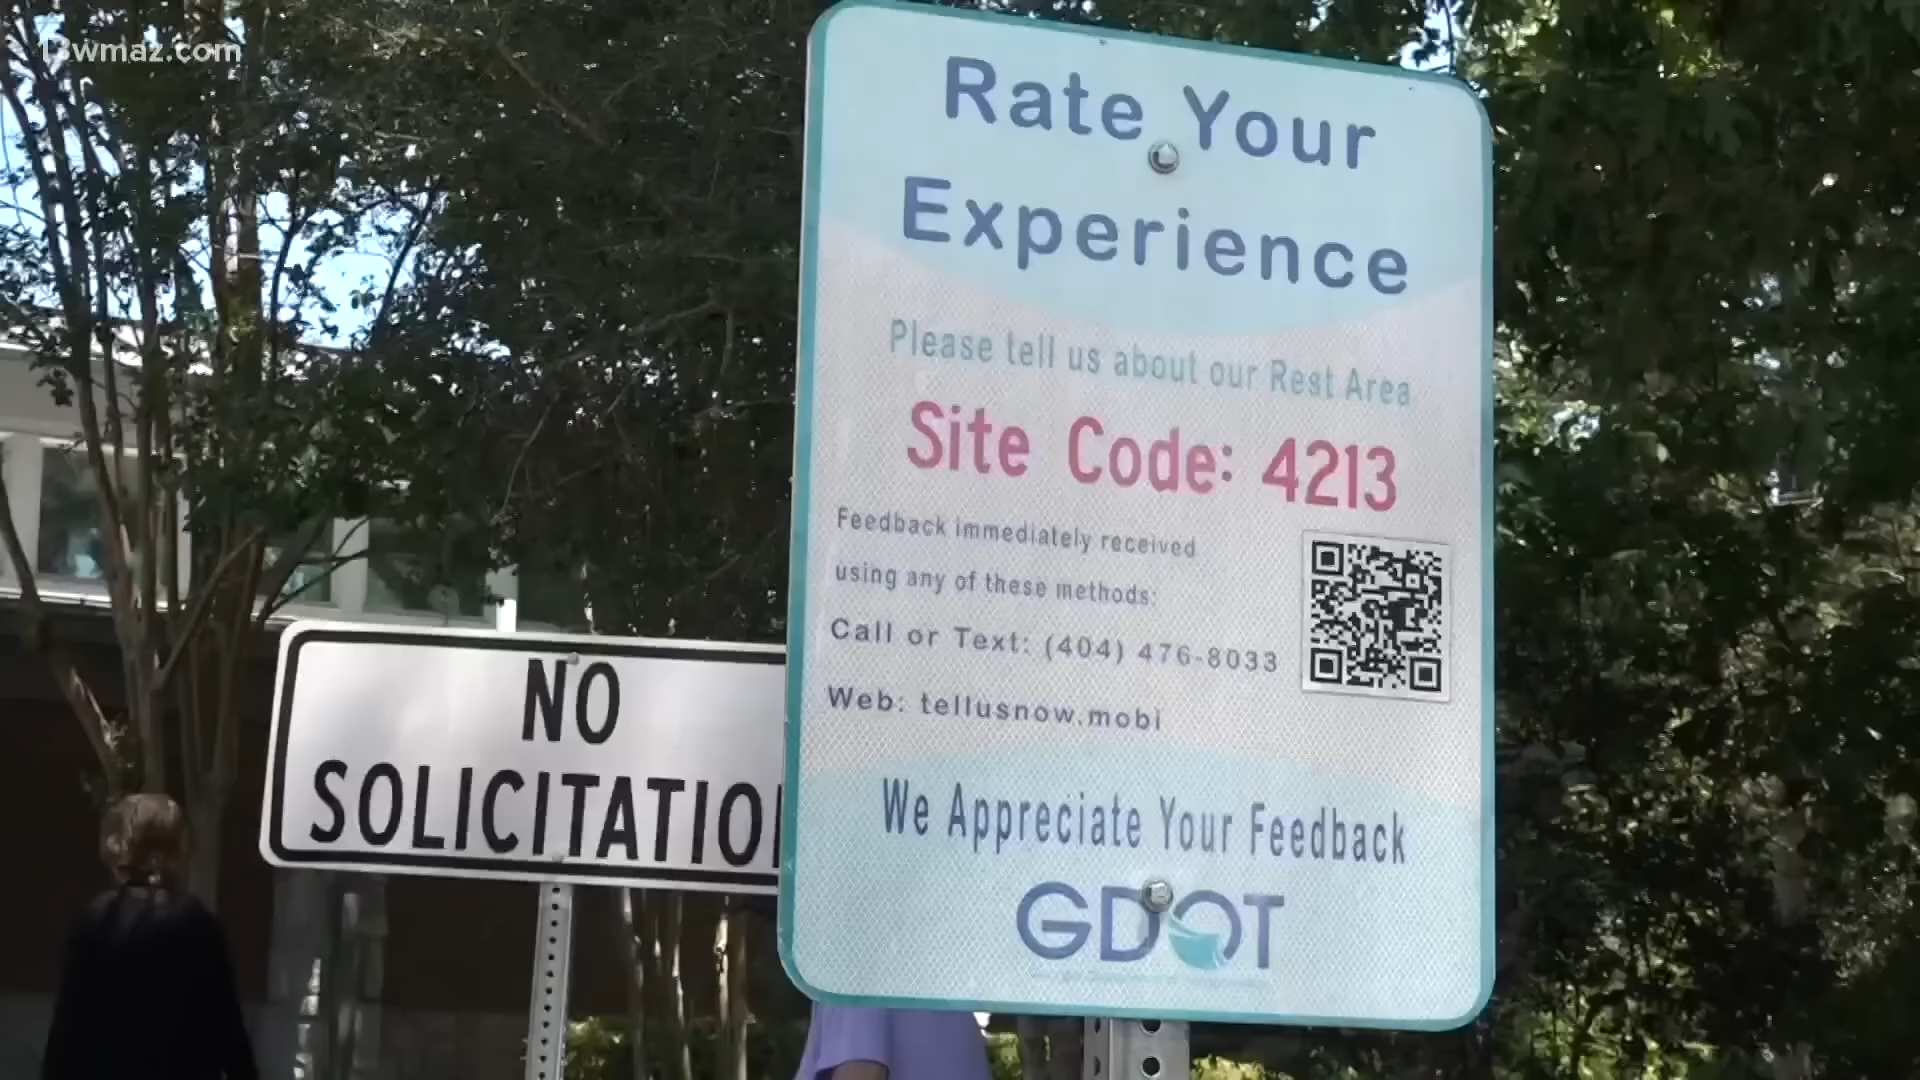 13wmaz.com
Rate Your
Experience
Please tell us about our Rest Area
Site Code: 4213
Feedback immediately received
using any of these methods:
Call or Text: (404) 476-8033
Web: tellusnow.mobi
We Appreciate Your Feedback
GDOT
NO
SOLICITATIO